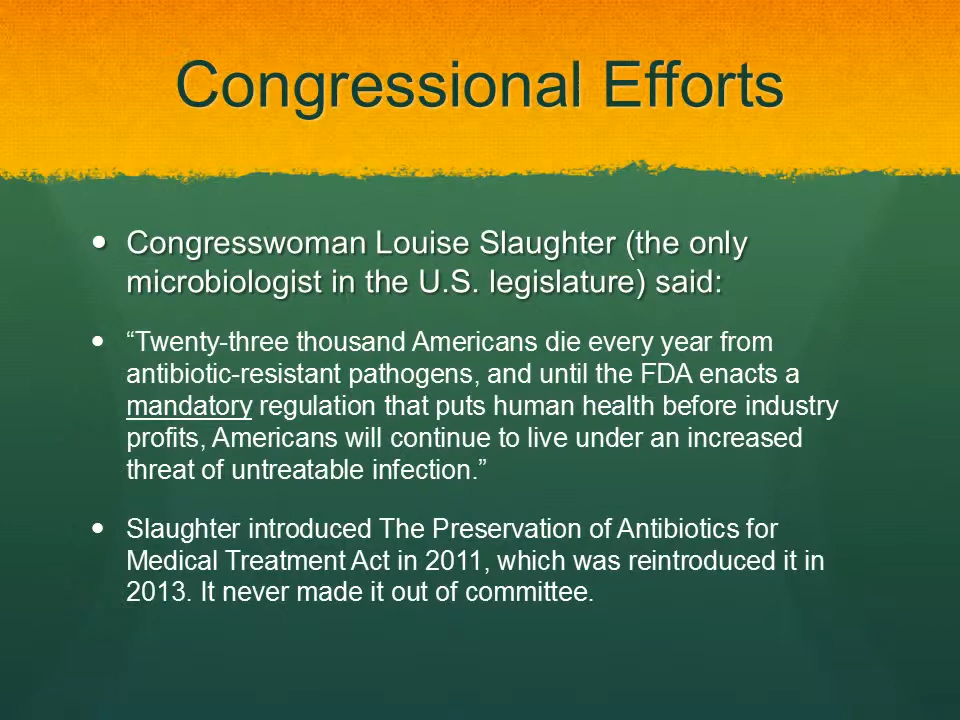 Congressional Efforts
• Congresswoman Louise Slaughter (the only
microbiologist in the U.S. legislature) said:
• “Twenty-three thousand Americans die every year from
antibiotic-resistant pathogens, and until the FDA enacts a
mandatory regulation that puts human health before industry
profits, Americans will continue to live under an increased
threat of untreatable infection.”
• Slaughter introduced The Preservation of Antibiotics for
Medical Treatment Act in 2011, which was reintroduced it in
2013. It never made it out of committee.